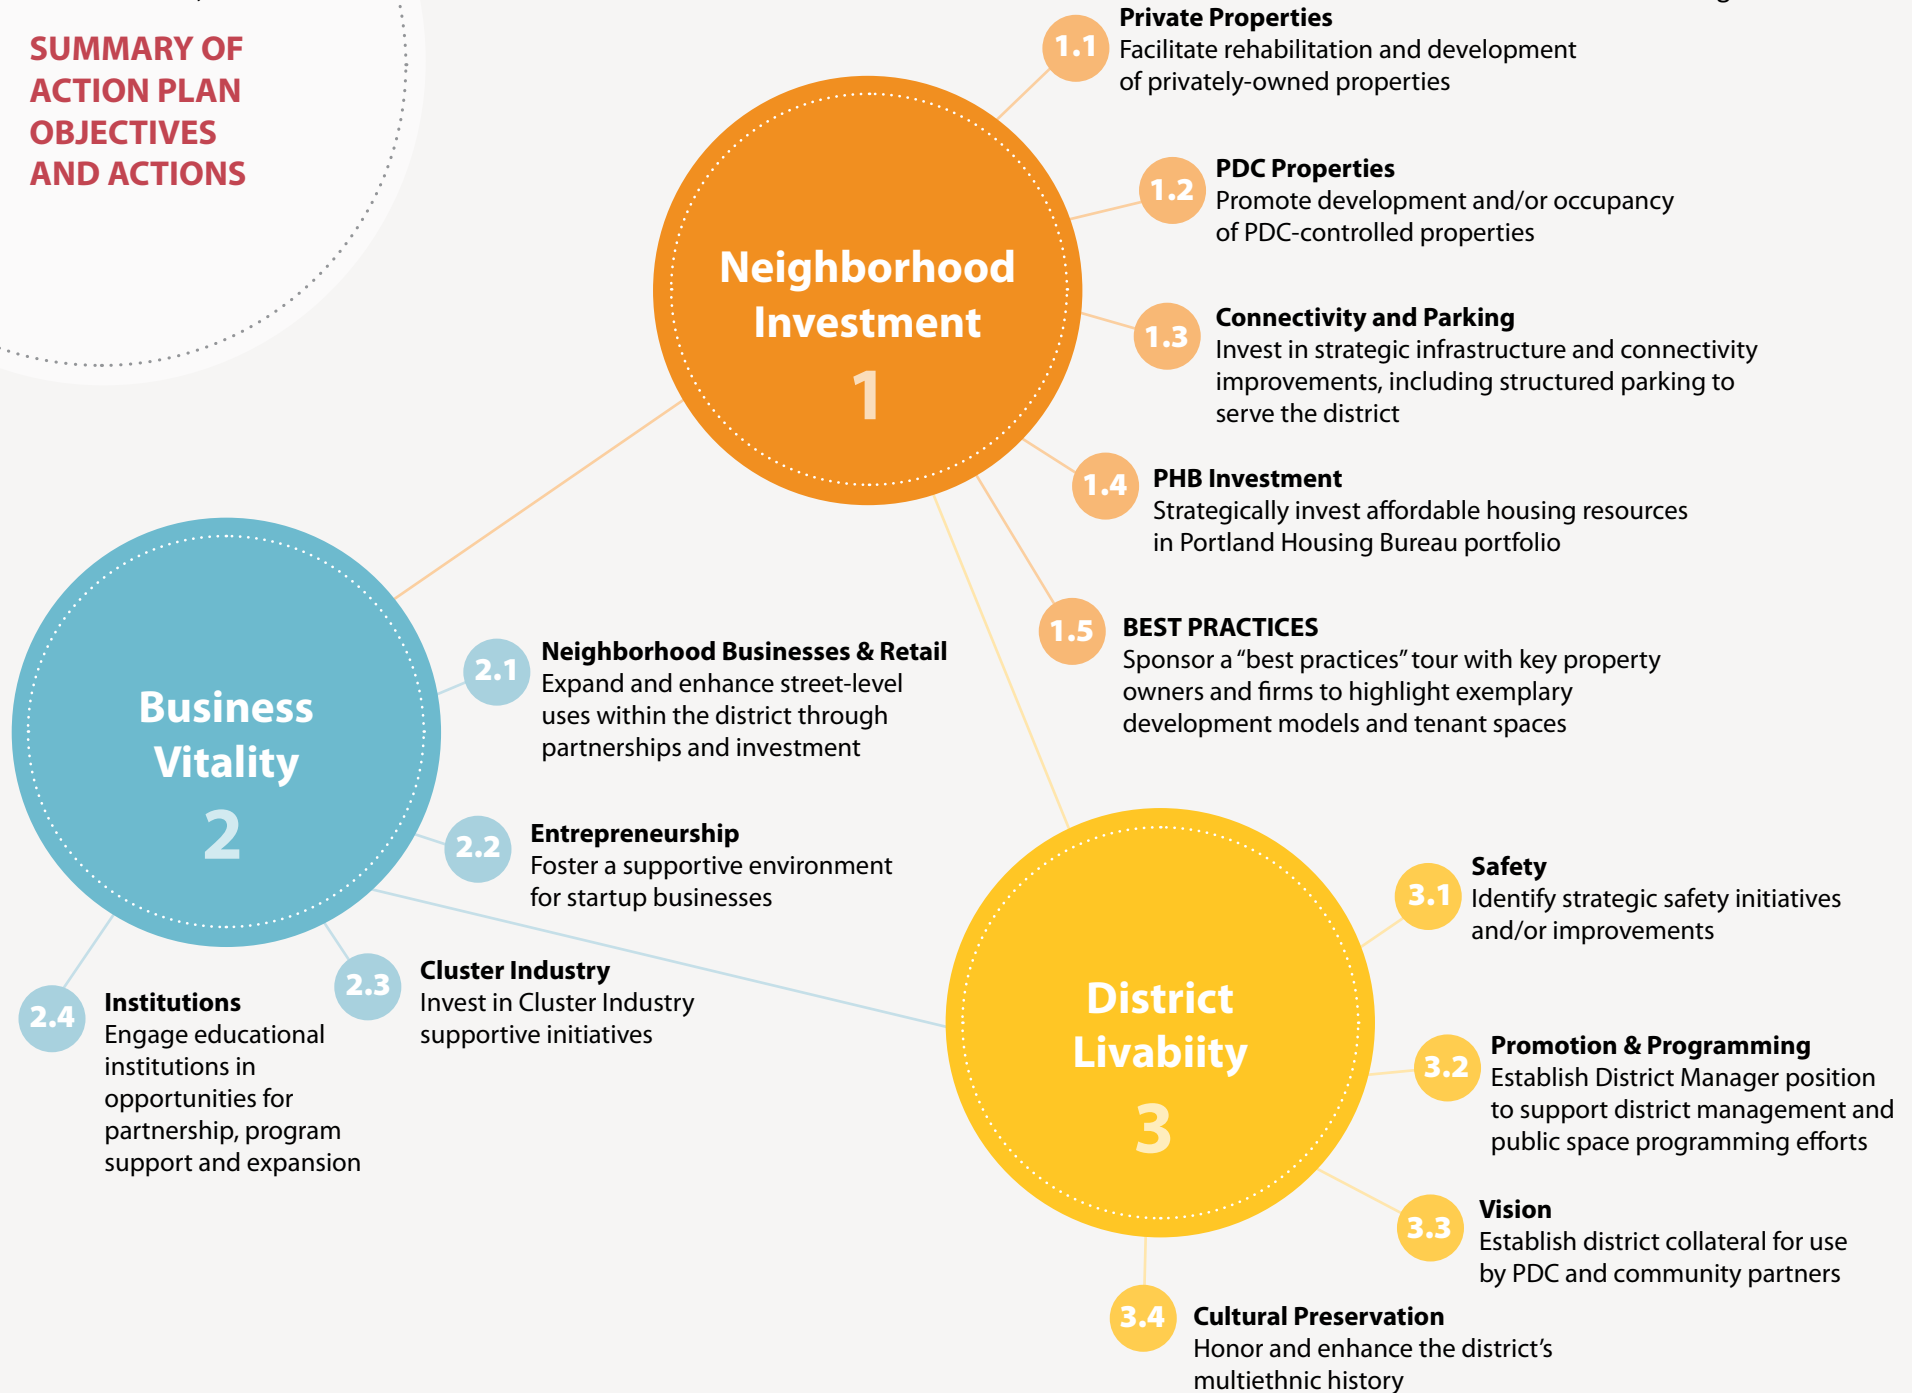 SUMMARY OF
ACTION PLAN
OBJECTIVES
AND ACTIONS
Neighborhood
Investment
1
1.1
Private Properties
Facilitate rehabilitation and development
of privately-owned properties
1.2
PDC Properties
Promote development and/or occupancy
of PDC-controlled properties
1.3
Connectivity and Parking
Invest in strategic infrastructure and connectivity
improvements, including structured parking to
serve the district
1.4
PHB Investment
Strategically invest affordable housing resources
in Portland Housing Bureau portfolio
1.5
BEST PRACTICES
Sponsor a “best practices” tour with key property
owners and firms to highlight exemplary
development models and tenant spaces
Business
Vitality
2
2.1
Neighborhood Businesses & Retail
Expand and enhance street-level
uses within the district through
partnerships and investment
2.2
Entrepreneurship
Foster a supportive environment
for startup businesses
2.3
Cluster Industry
Invest in Cluster Industry
supportive initiatives
2.4
Institutions
Engage educational
institutions in
opportunities for
partnership, program
support and expansion
District
Livabiity
3
3.1
Safety
Identify strategic safety initiatives
and/or improvements
3.2
Promotion & Programming
Establish District Manager position
to support district management and
public space programming efforts
3.3
Vision
Establish district collateral for use
by PDC and community partners
3.4
Cultural Preservation
Honor and enhance the district’s
multiethnic history